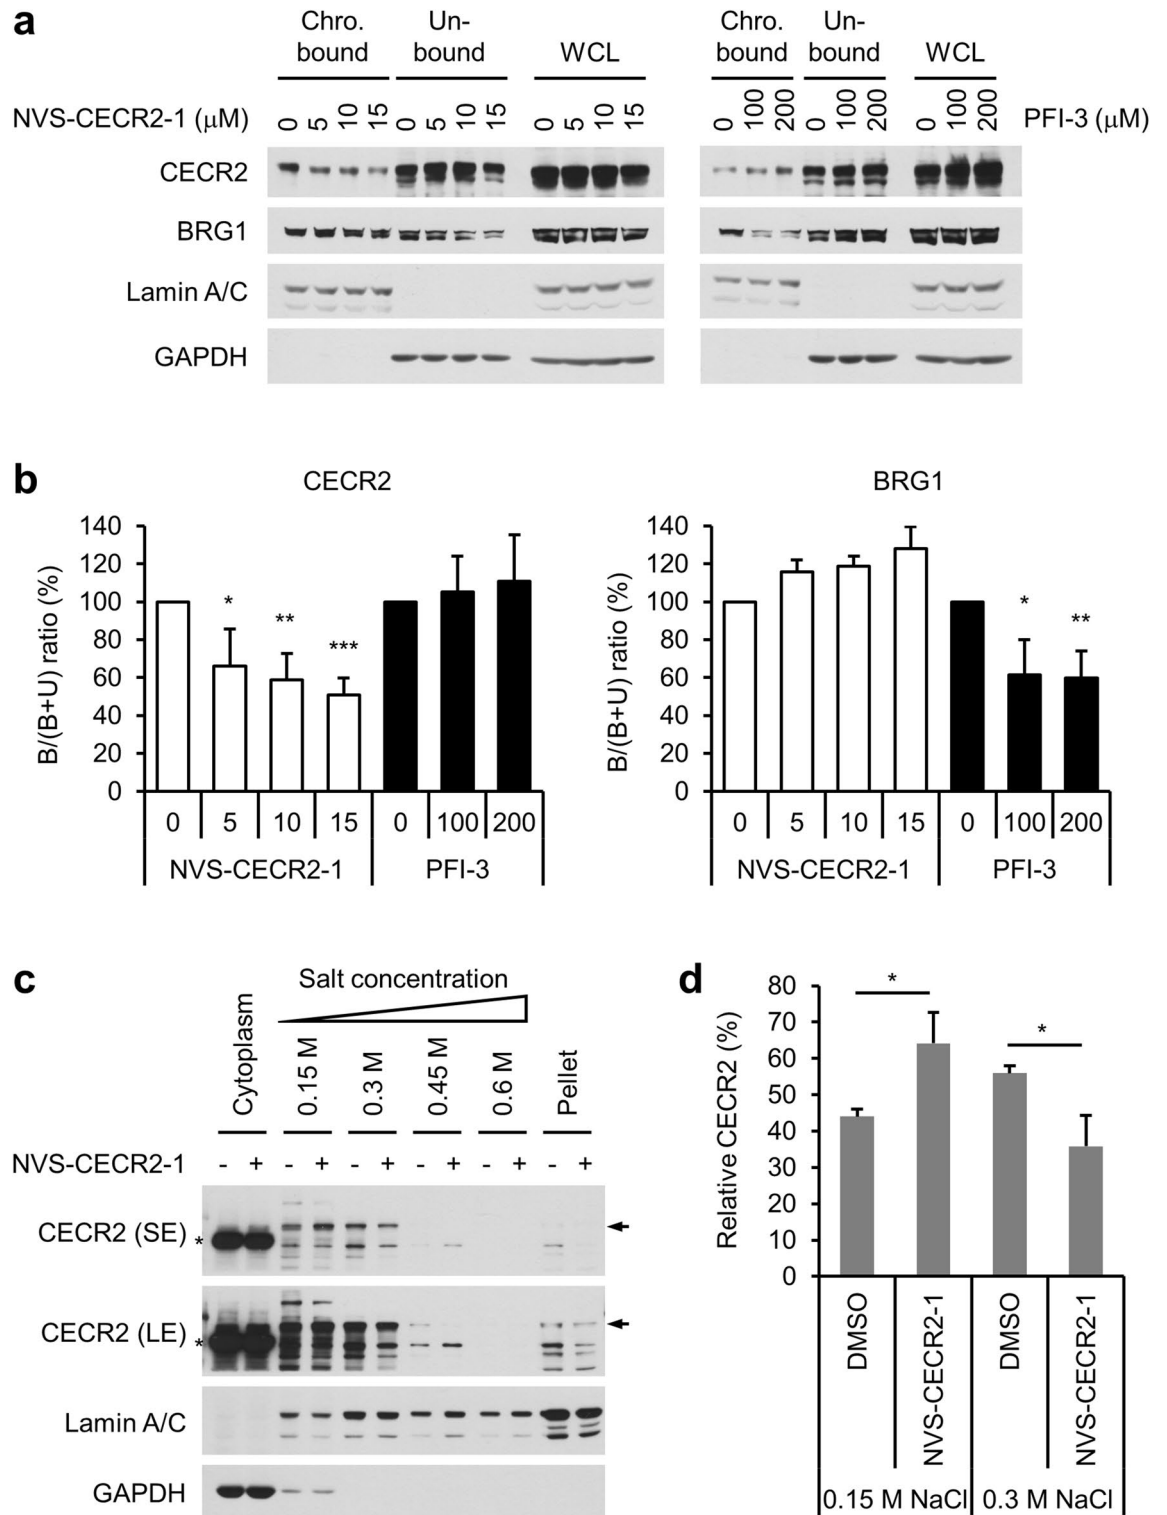 a
Chro. bound
Un-bound
WCL
Chro. bound
Un-bound
WCL
NVS-CECR2-1 (μM) 0 5 10 15 0 5 10 15 0 5 10 15
0 100 200 0 100 200 0 100 200 PFI-3 (μM)
CECR2
BRG1
Lamin A/C
GAPDH
b
CECR2
B/(B+U) ratio (%)
140
120
100
80
60
40
20
0
* ** ***
0 5 10 15 0 100 200
NVS-CECR2-1 PFI-3
BRG1
B/(B+U) ratio (%)
140
120
100
80
60
40
20
0
* **
0 5 10 15 0 100 200
NVS-CECR2-1 PFI-3
c
Salt concentration
Cytoplasm 0.15 M 0.3 M 0.45 M 0.6 M Pellet
NVS-CECR2-1 - + - + - + - + - + - +
CECR2 (SE) *
CECR2 (LE) *
Lamin A/C
GAPDH
d
Relative CECR2 (%)
80
70
60
50
40
30
20
10
0
* *
DMSO NVS-CECR2-1 DMSO NVS-CECR2-1
0.15 M NaCl 0.3 M NaCl